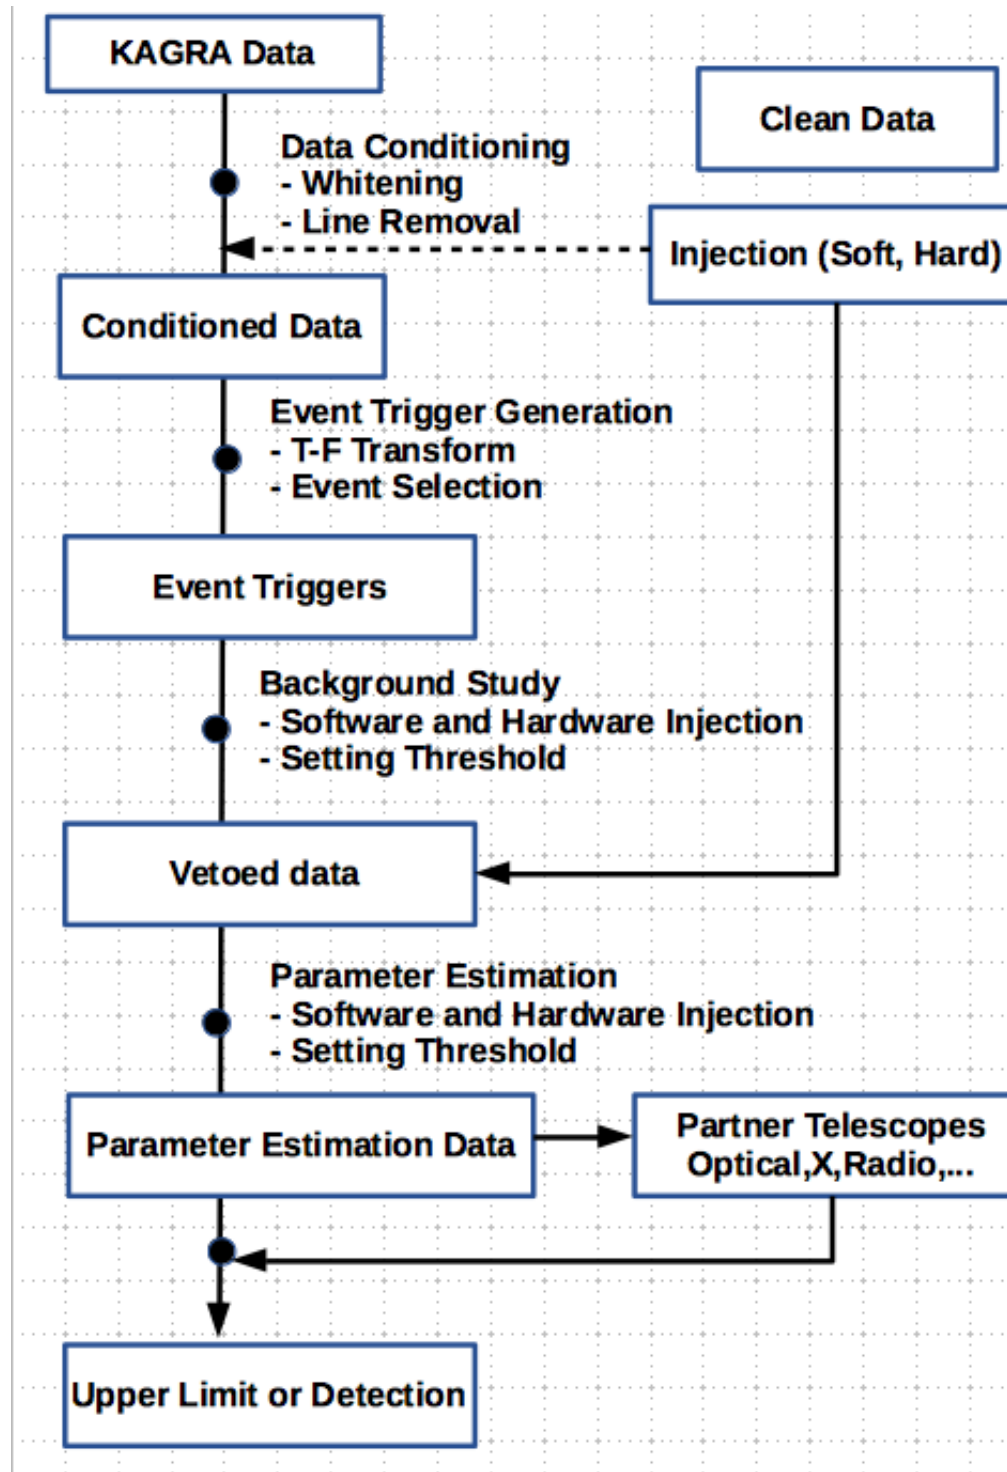 KAGRA Data
Clean Data
Data Conditioning
- Whitening
- Line Removal
Injection (Soft, Hard)
Conditioned Data
Event Trigger Generation
- T-F Transform
- Event Selection
Event Triggers
Background Study
- Software and Hardware Injection
- Setting Threshold
Vetoed data
Parameter Estimation
- Software and Hardware Injection
- Setting Threshold
Parameter Estimation Data
Partner Telescopes
Optical,X,Radio,...
Upper Limit or Detection